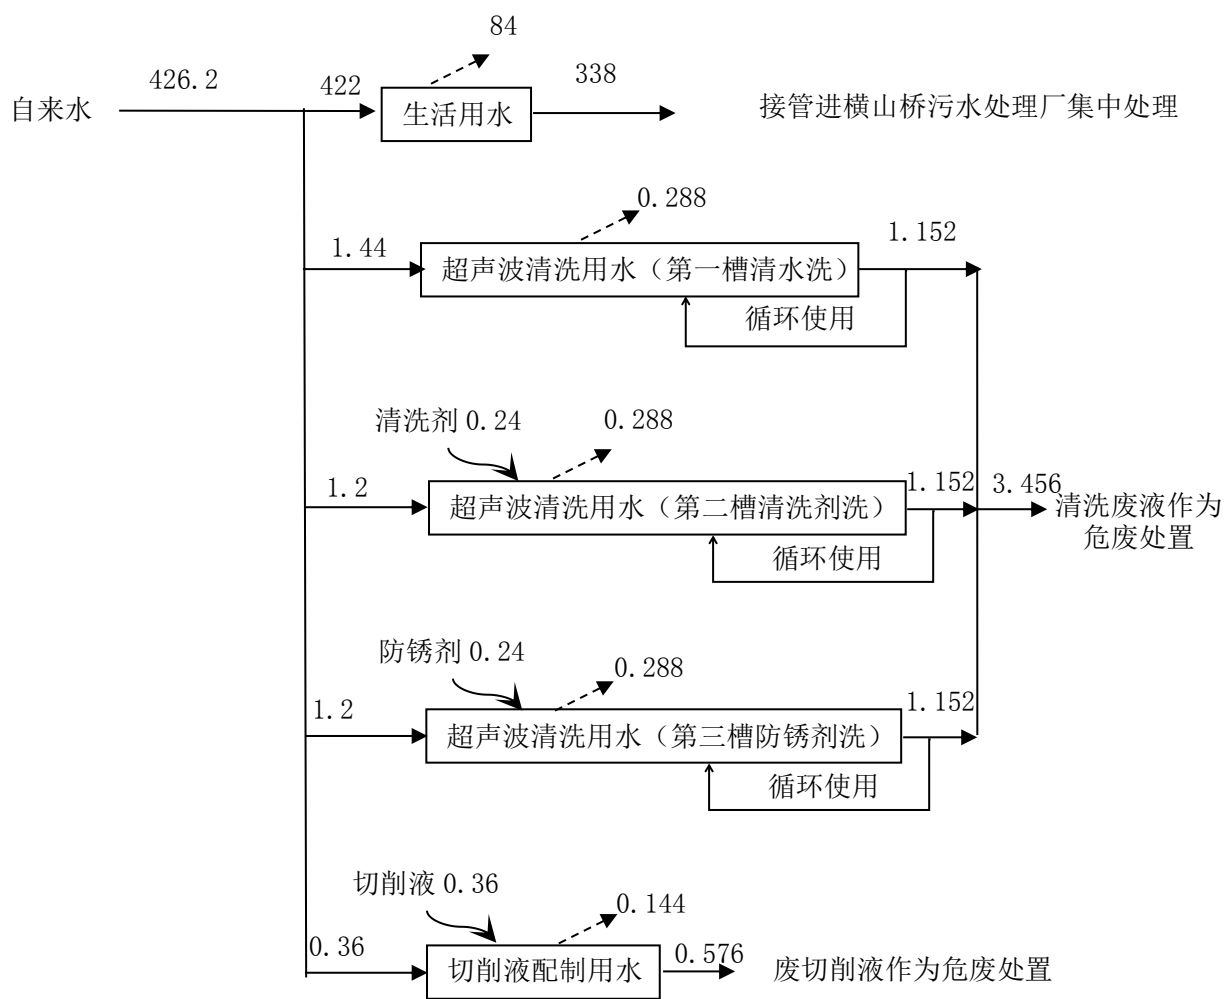 84
426.2
422
338
自来水
生活用水
接管进横山桥污水处理厂集中处理
0.288
1.44
1.152
超声波清洗用水（第一槽清水洗）
循环使用
清洗剂 0.24
0.288
1.2
1.152
3.456
超声波清洗用水（第二槽清洗剂洗）
清洗废液作为
危废处置
循环使用
防锈剂 0.24
0.288
1.2
1.152
超声波清洗用水（第三槽防锈剂洗）
循环使用
切削液 0.36
0.144
0.36
0.576
切削液配制用水
废切削液作为危废处置